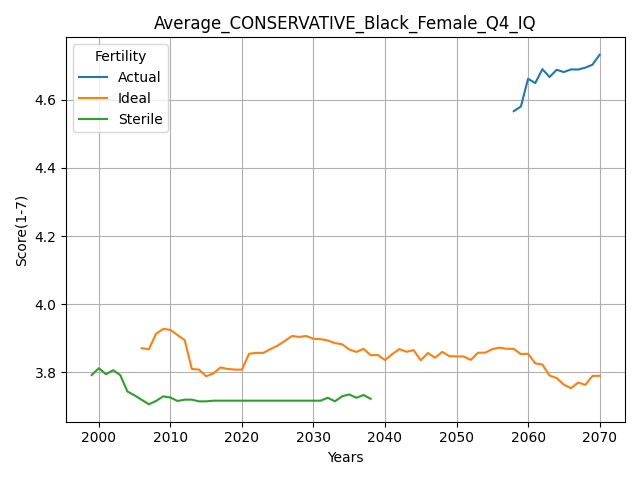 Average_CONSERVATIVE_Black_Female_Q4_IQ
Fertility
Actual
Ideal
Sterile
4.6
4.4
4.2
4.0
3.8
Score(1-7)
2000 2010 2020 2030 2040 2050 2060 2070
Years